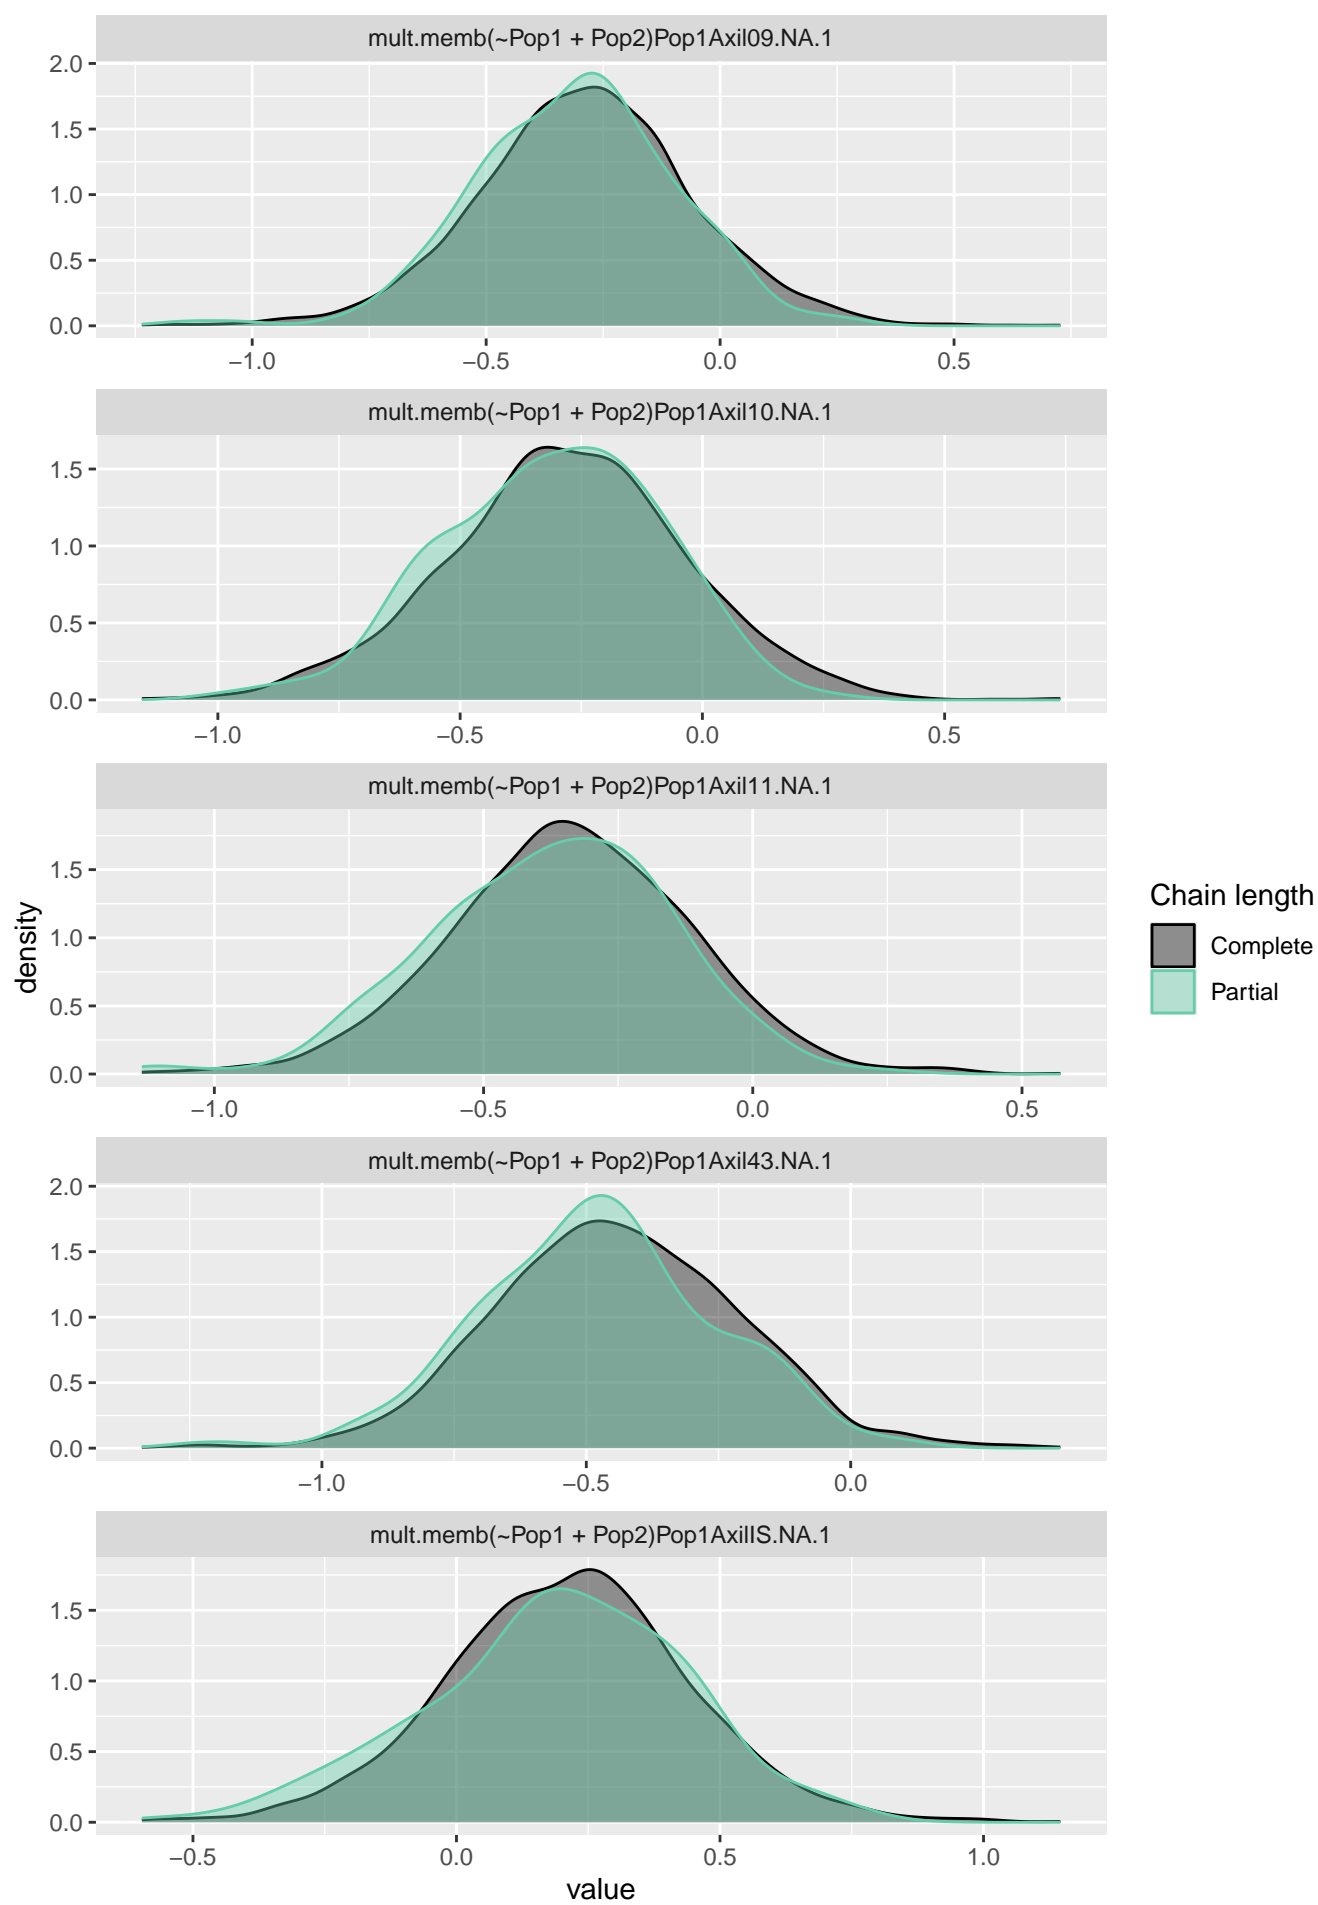 mult.memb(~Pop1 + Pop2)Pop1Axil09.NA.1
2.0
1.5
1.0
0.5
0.0
−1.0 −0.5 0.0 0.5
mult.memb(~Pop1 + Pop2)Pop1Axil10.NA.1
1.5
1.0
0.5
0.0
−1.0 −0.5 0.0 0.5
mult.memb(~Pop1 + Pop2)Pop1Axil11.NA.1
1.5
1.0
0.5
0.0
−1.0 −0.5 0.0 0.5
density
mult.memb(~Pop1 + Pop2)Pop1Axil43.NA.1
2.0
1.5
1.0
0.5
0.0
−1.0 −0.5 0.0
mult.memb(~Pop1 + Pop2)Pop1AxilIS.NA.1
1.5
1.0
0.5
0.0
−0.5 0.0 0.5 1.0
value
Chain length
Complete
Partial